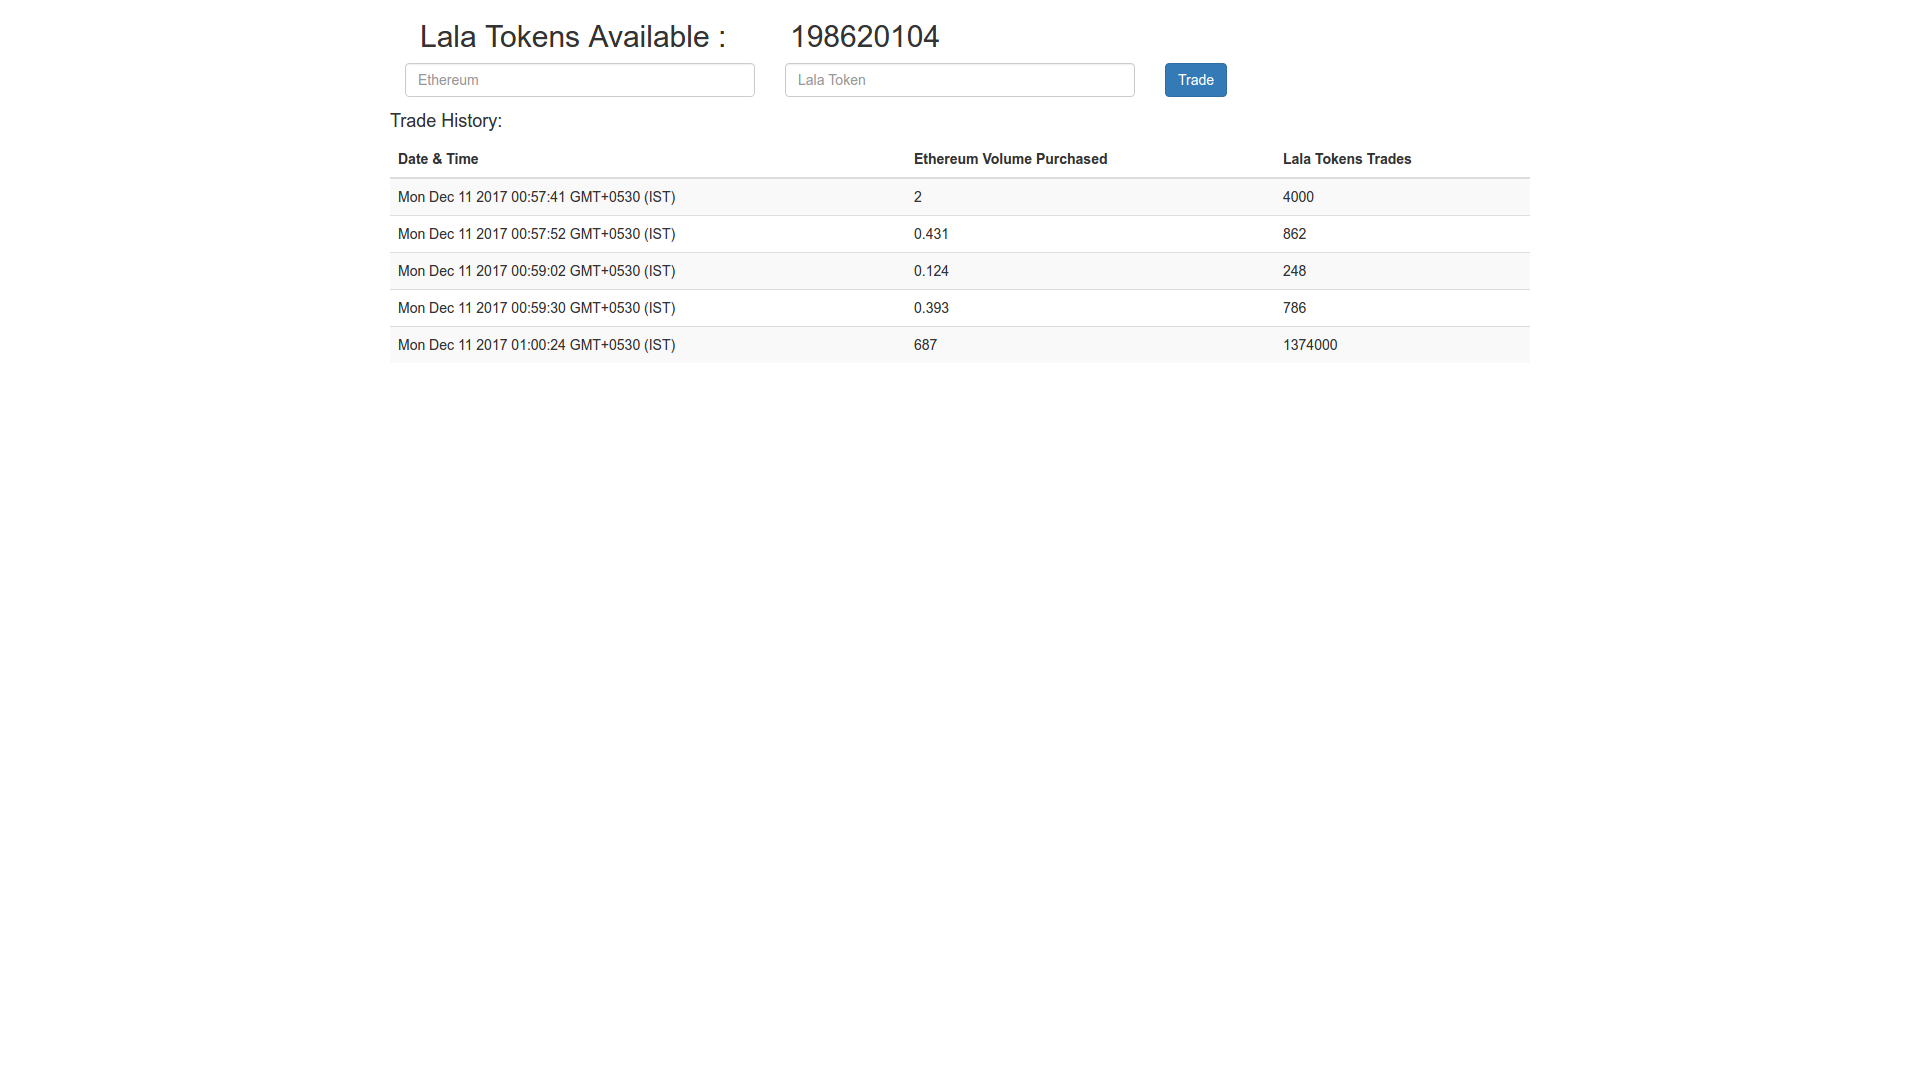 Lala Tokens Available : 198620104
Ethereum Lala Token Trade
Trade History:
Date & Time Ethereum Volume Purchased Lala Tokens Trades
Mon Dec 11 2017 00:57:41 GMT+0530 (IST) 2 4000
Mon Dec 11 2017 00:57:52 GMT+0530 (IST) 0.431 862
Mon Dec 11 2017 00:59:02 GMT+0530 (IST) 0.124 248
Mon Dec 11 2017 00:59:30 GMT+0530 (IST) 0.393 786
Mon Dec 11 2017 01:00:24 GMT+0530 (IST) 687 1374000